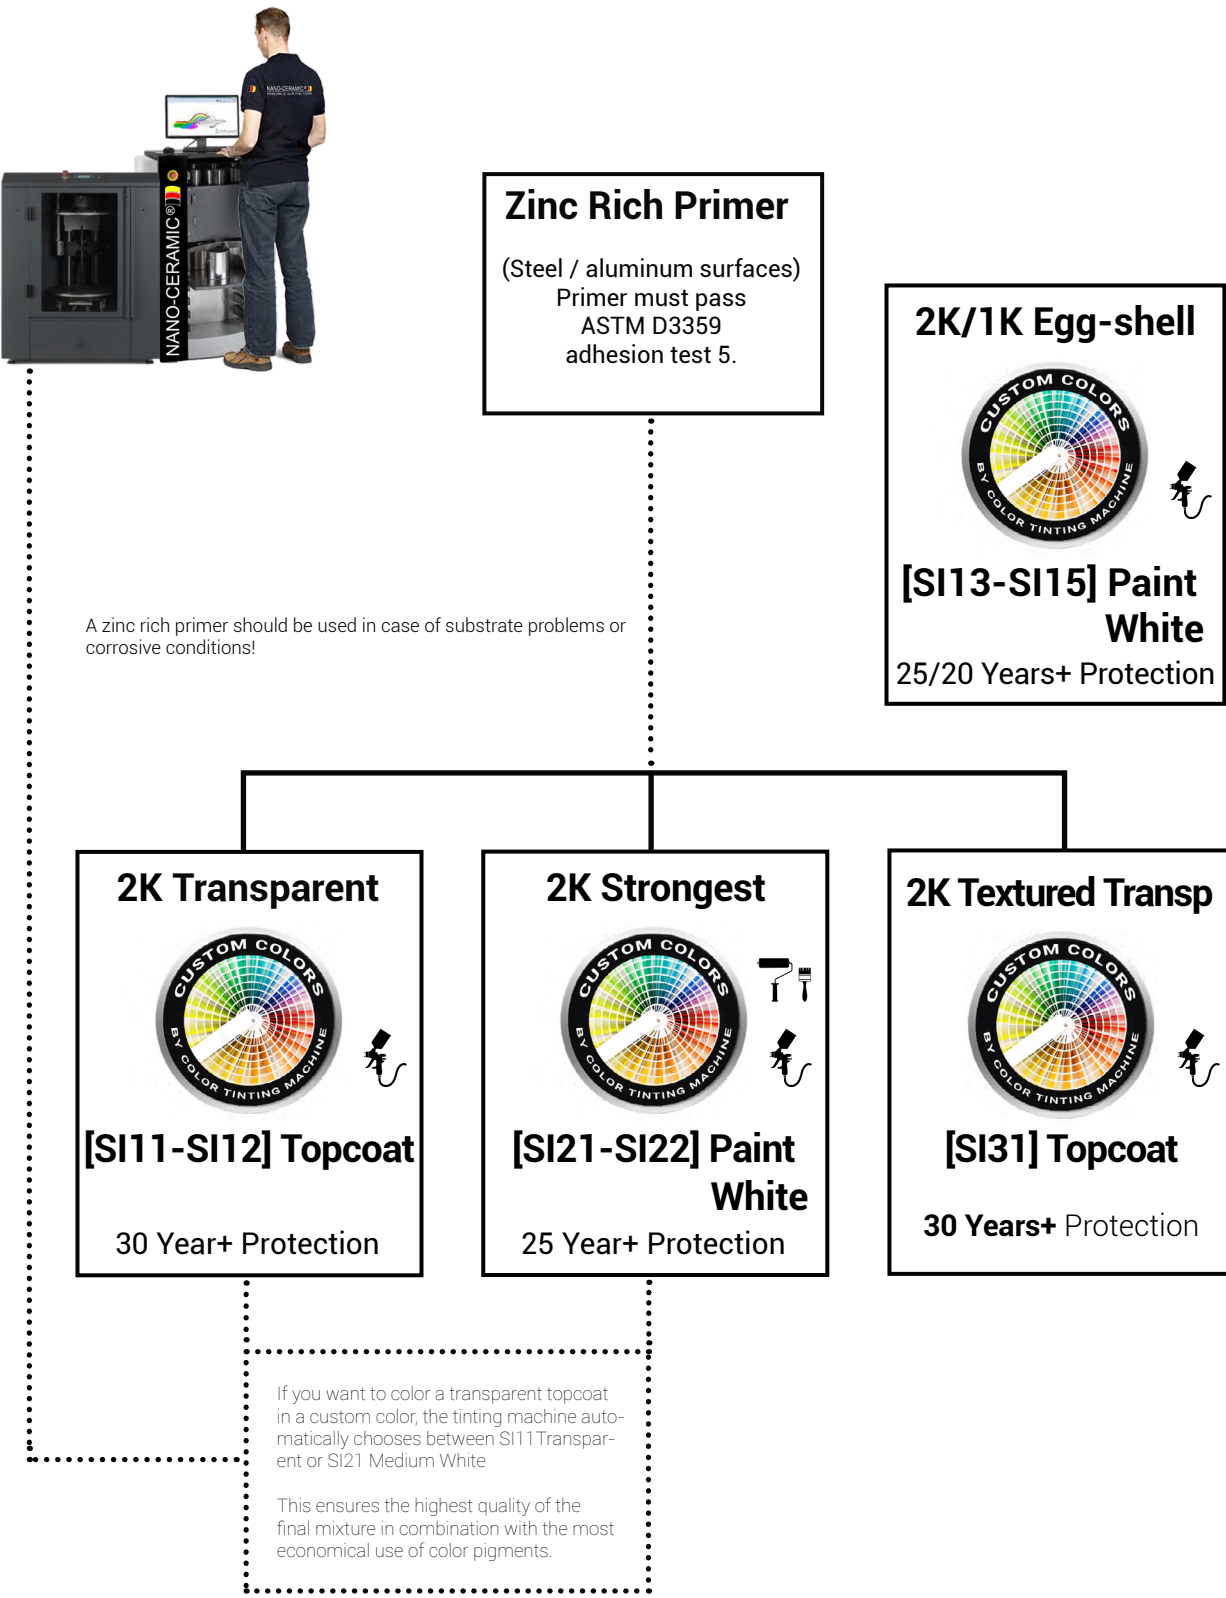 NANO-CERAMIC®
NANO-CERAMIC®
Zinc Rich Primer
(Steel / aluminum surfaces)
Primer must pass
ASTM D3359
adhesion test 5.
2K/1K Egg-shell
CUSTOM COLORS
BY COLOR TINTING MACHINE
[SI13-SI15] Paint
White
25/20 Years+ Protection
A zinc rich primer should be used in case of substrate problems or
corrosive conditions!
2K Transparent
CUSTOM COLORS
BY COLOR TINTING MACHINE
[SI11-SI12] Topcoat
30 Year+ Protection
2K Strongest
CUSTOM COLORS
BY COLOR TINTING MACHINE
[SI21-SI22] Paint
White
25 Year+ Protection
2K Textured Transp
CUSTOM COLORS
BY COLOR TINTING MACHINE
[SI31] Topcoat
30 Years+ Protection
If you want to color a transparent topcoat
in a custom color, the tinting machine auto-
matically chooses between SI11Transpar-
ent or SI21 Medium White
This ensures the highest quality of the
final mixture in combination with the most
economical use of color pigments.